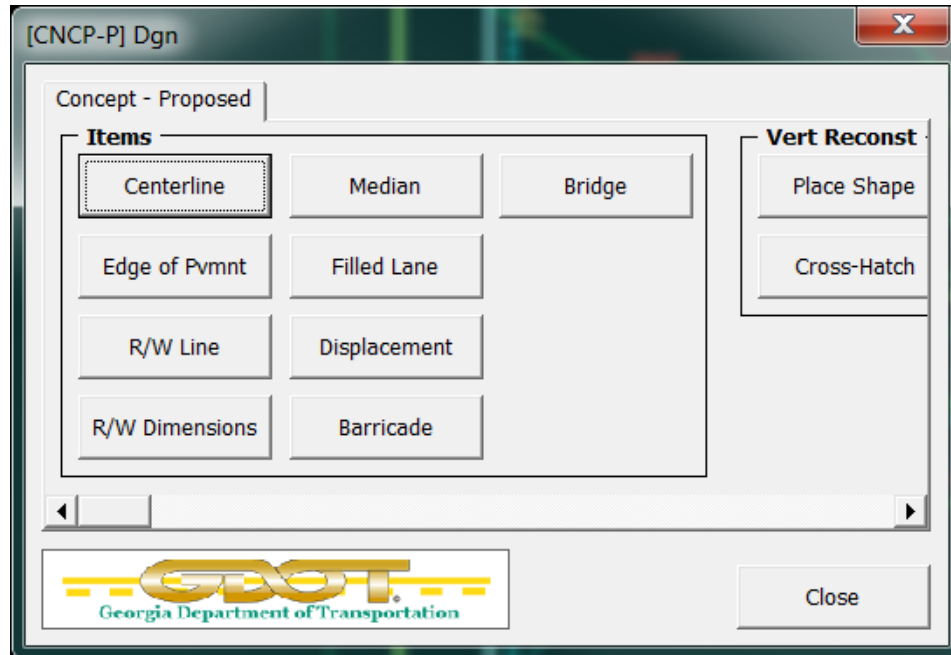 [CNCP-P] Dgn
Concept - Proposed
Items
Centerline
Median
Bridge
Edge of Pvmnt
Filled Lane
R/W Line
Displacement
R/W Dimensions
Barricade
Vert Reconst
Place Shape
Cross-Hatch
GDOT
Georgia Department of Transportation
Close